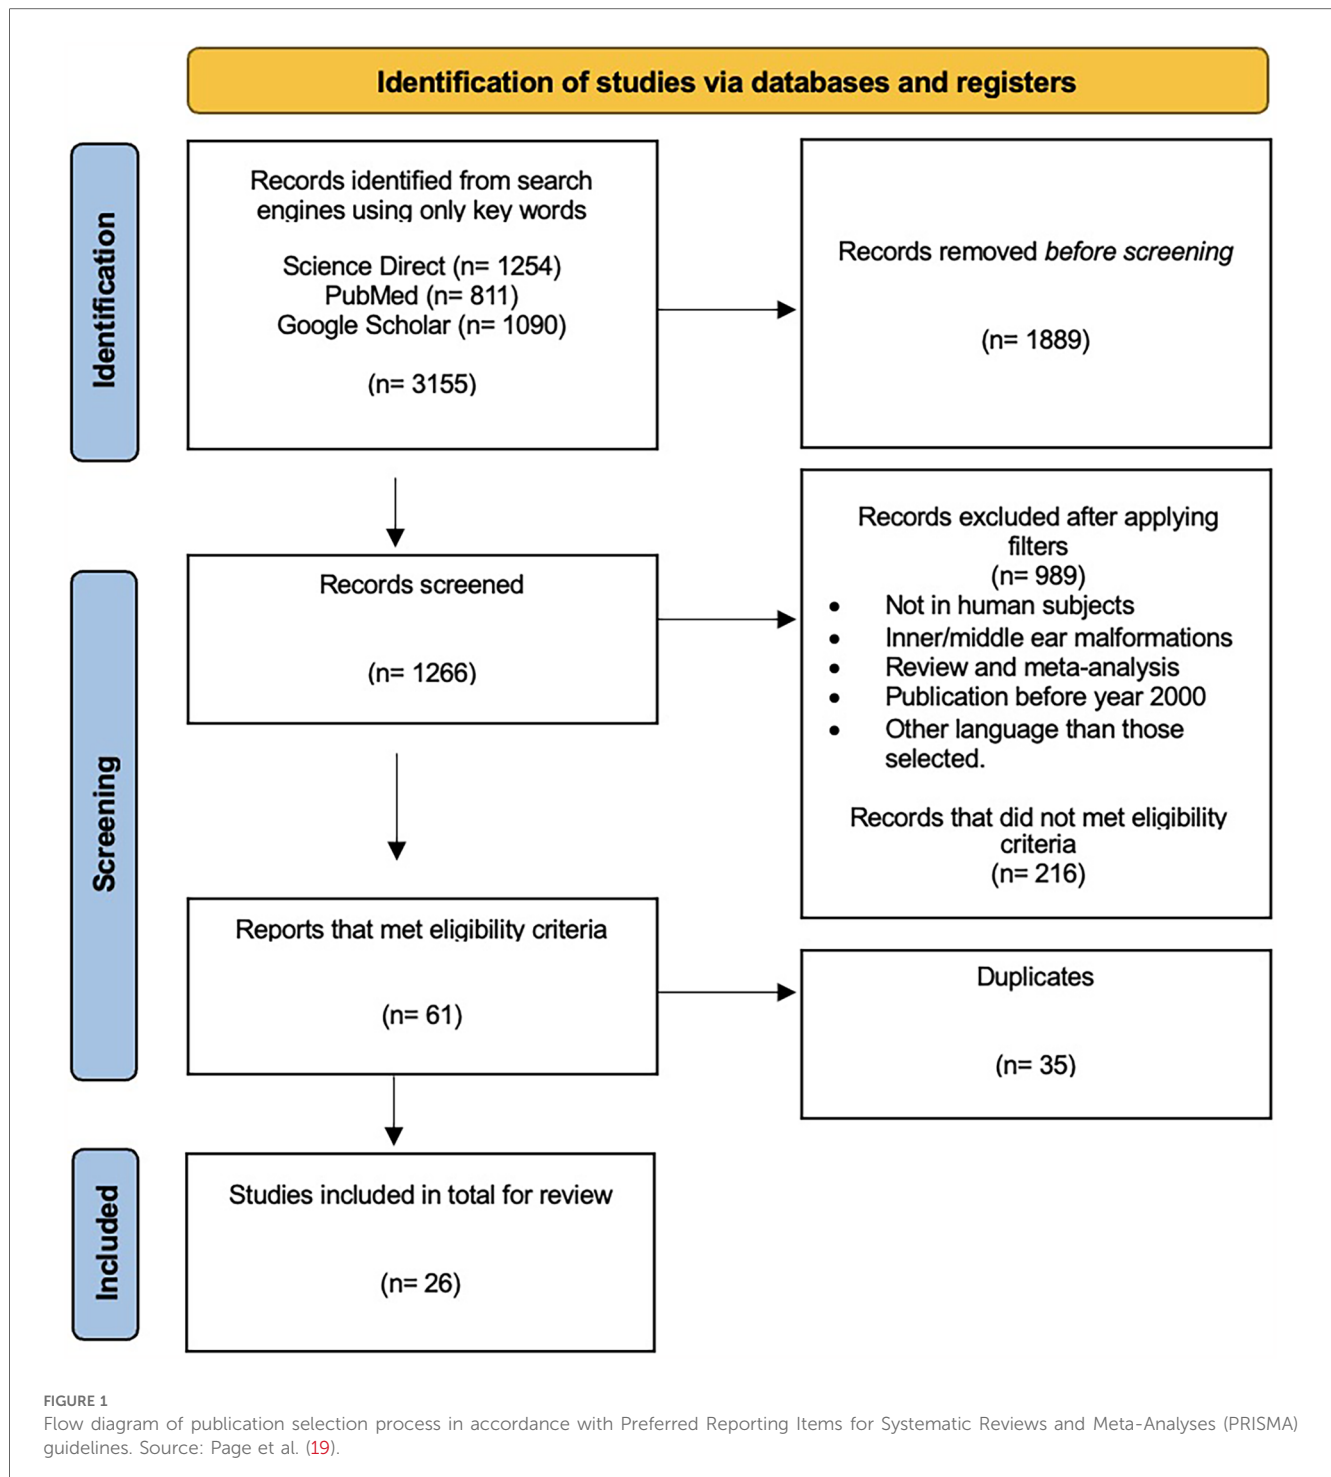 Identification of studies via databases and registers
Identification
Records identified from search
engines using only key words
Science Direct (n= 1254)
PubMed (n= 811)
Google Scholar (n= 1090)
(n= 3155)
Records removed before screening
(n= 1889)
Screening
Records screened
(n= 1266)
Records excluded after applying
filters
(n= 989)
• Not in human subjects
• Inner/middle ear malformations
• Review and meta-analysis
• Publication before year 2000
• Other language than those
selected.
Records that did not met eligibility
criteria
(n= 216)
Reports that met eligibility criteria
(n= 61)
Duplicates
(n= 35)
Included
Studies included in total for review
(n= 26)
FIGURE 1
Flow diagram of publication selection process in accordance with Preferred Reporting Items for Systematic Reviews and Meta-Analyses (PRISMA)
guidelines. Source: Page et al. (19).